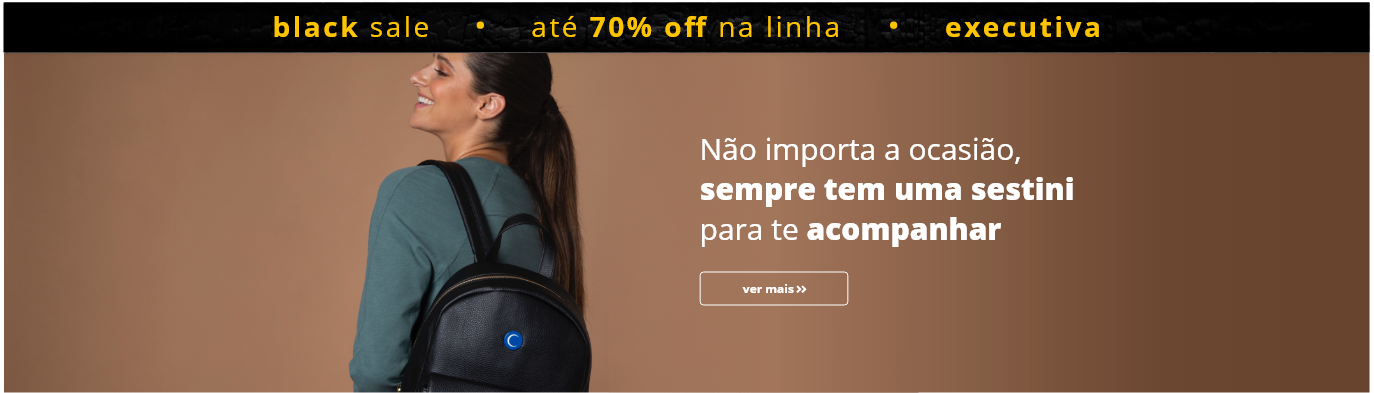 black sale • até 70% off na linha • executiva
Não importa a ocasião,
sempre tem uma sestini
para te acompanhar
ver mais »